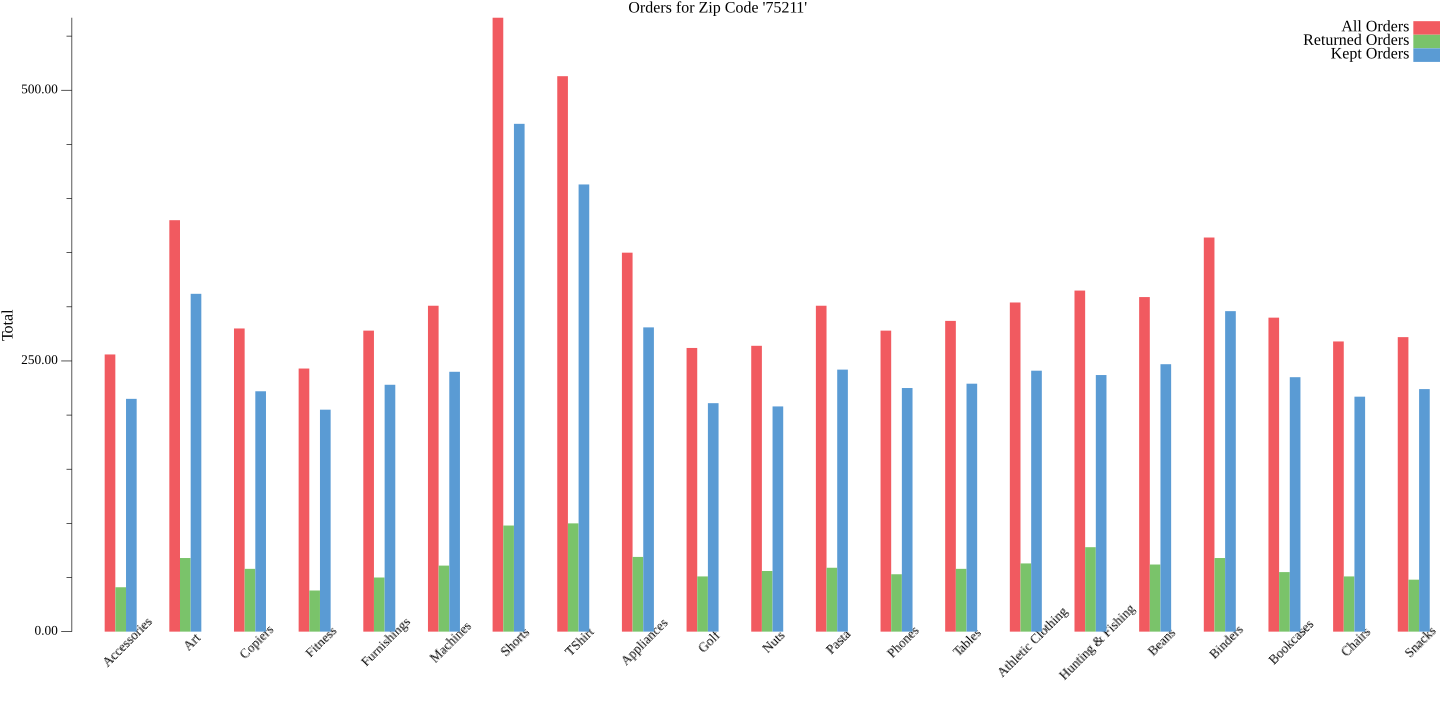 Orders for Zip Code '75211'
All Orders
Returned Orders
Kept Orders
500.00
250.00
0.00
Total
Accessories
Art
Copiers
Fitness
Furnishings
Machines
Shorts
TShirt
Appliances
Golf
Nuts
Pasta
Phones
Tables
Athletic Clothing
Hunting & Fishing
Beans
Binders
Bookcases
Chairs
Snacks